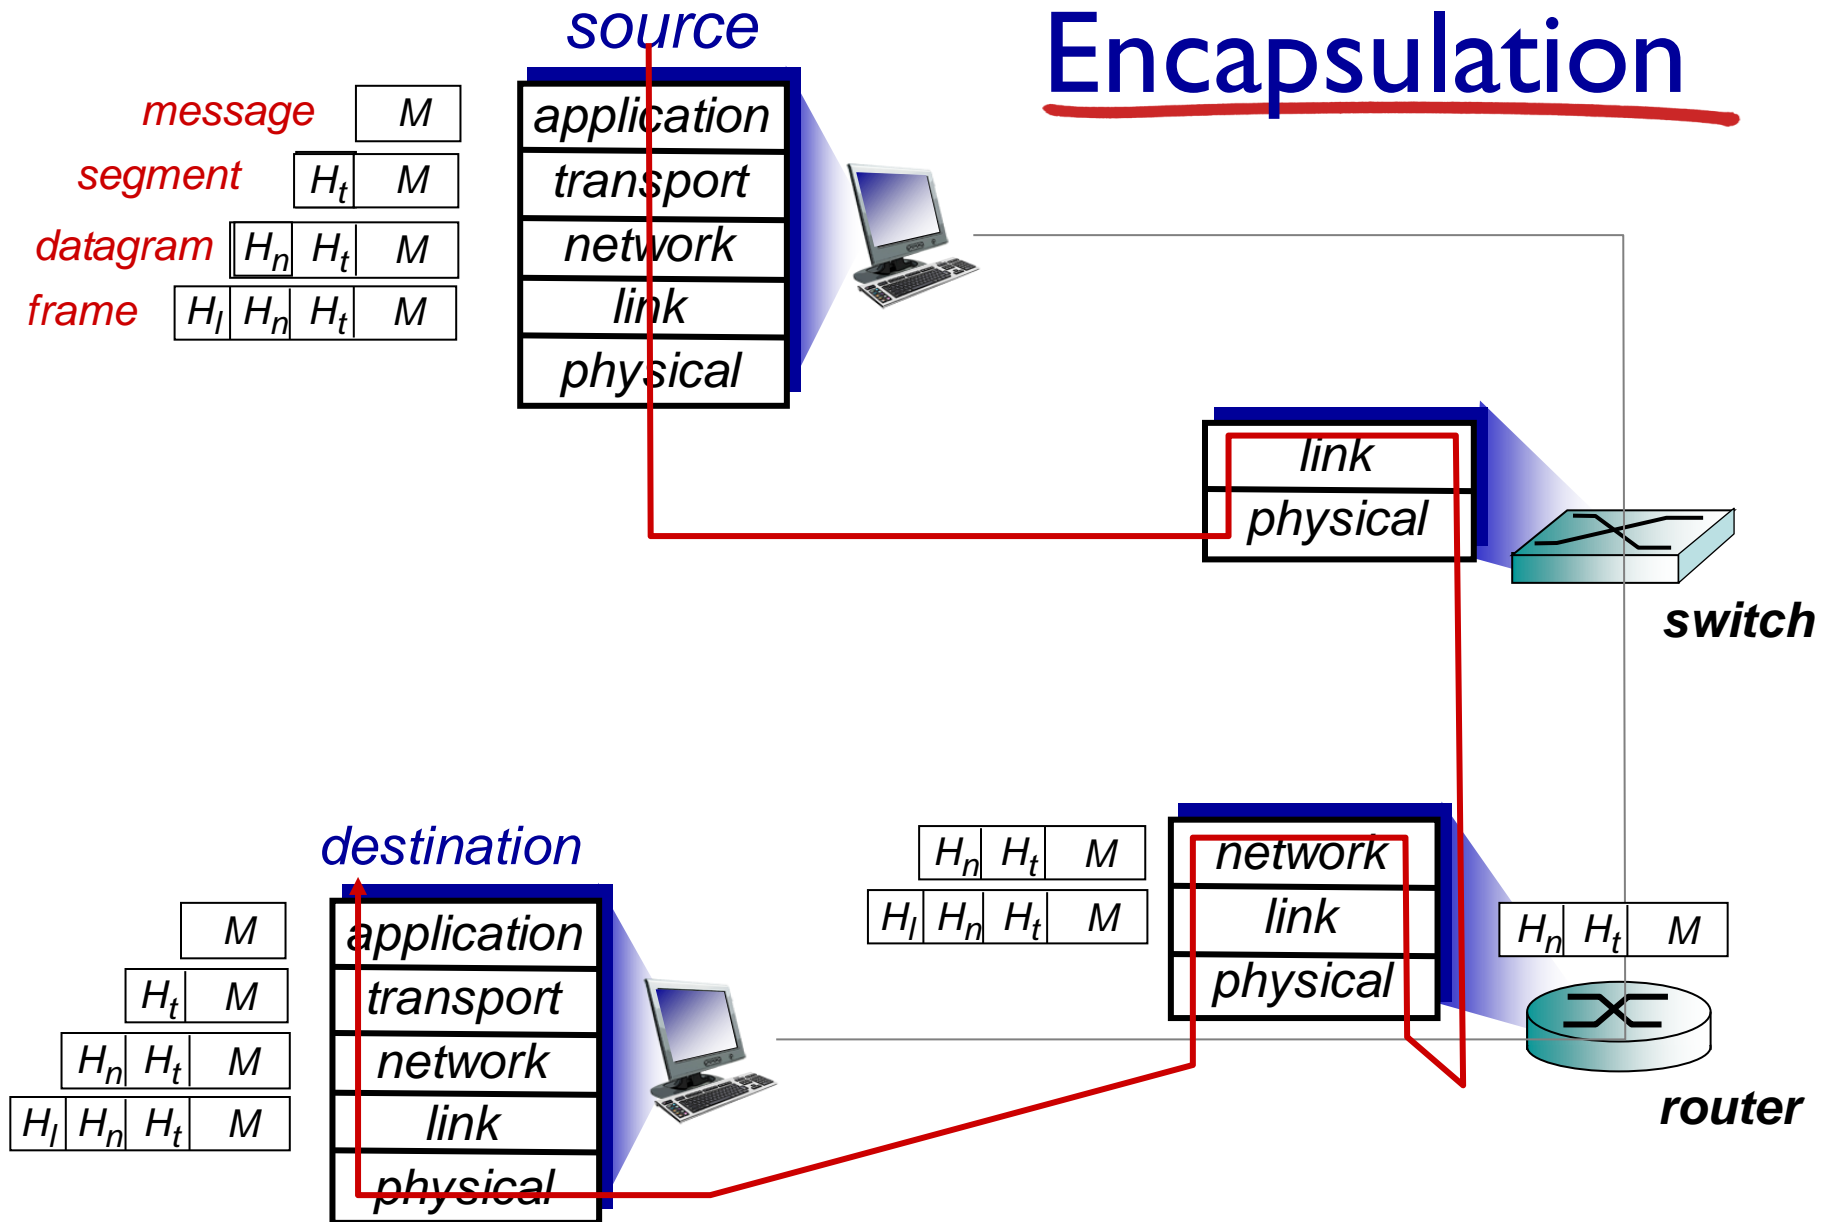 source
Encapsulation
message M
segment Ht M
datagram Hn Ht M
frame Hl Hn Ht M
application
transport
network
link
physical
link
physical
switch
destination
M
Ht M
Hn Ht M
Hl Hn Ht M
application
transport
network
link
physical
Hn Ht M
Hl Hn Ht M
network
link
physical
Hn Ht M
router